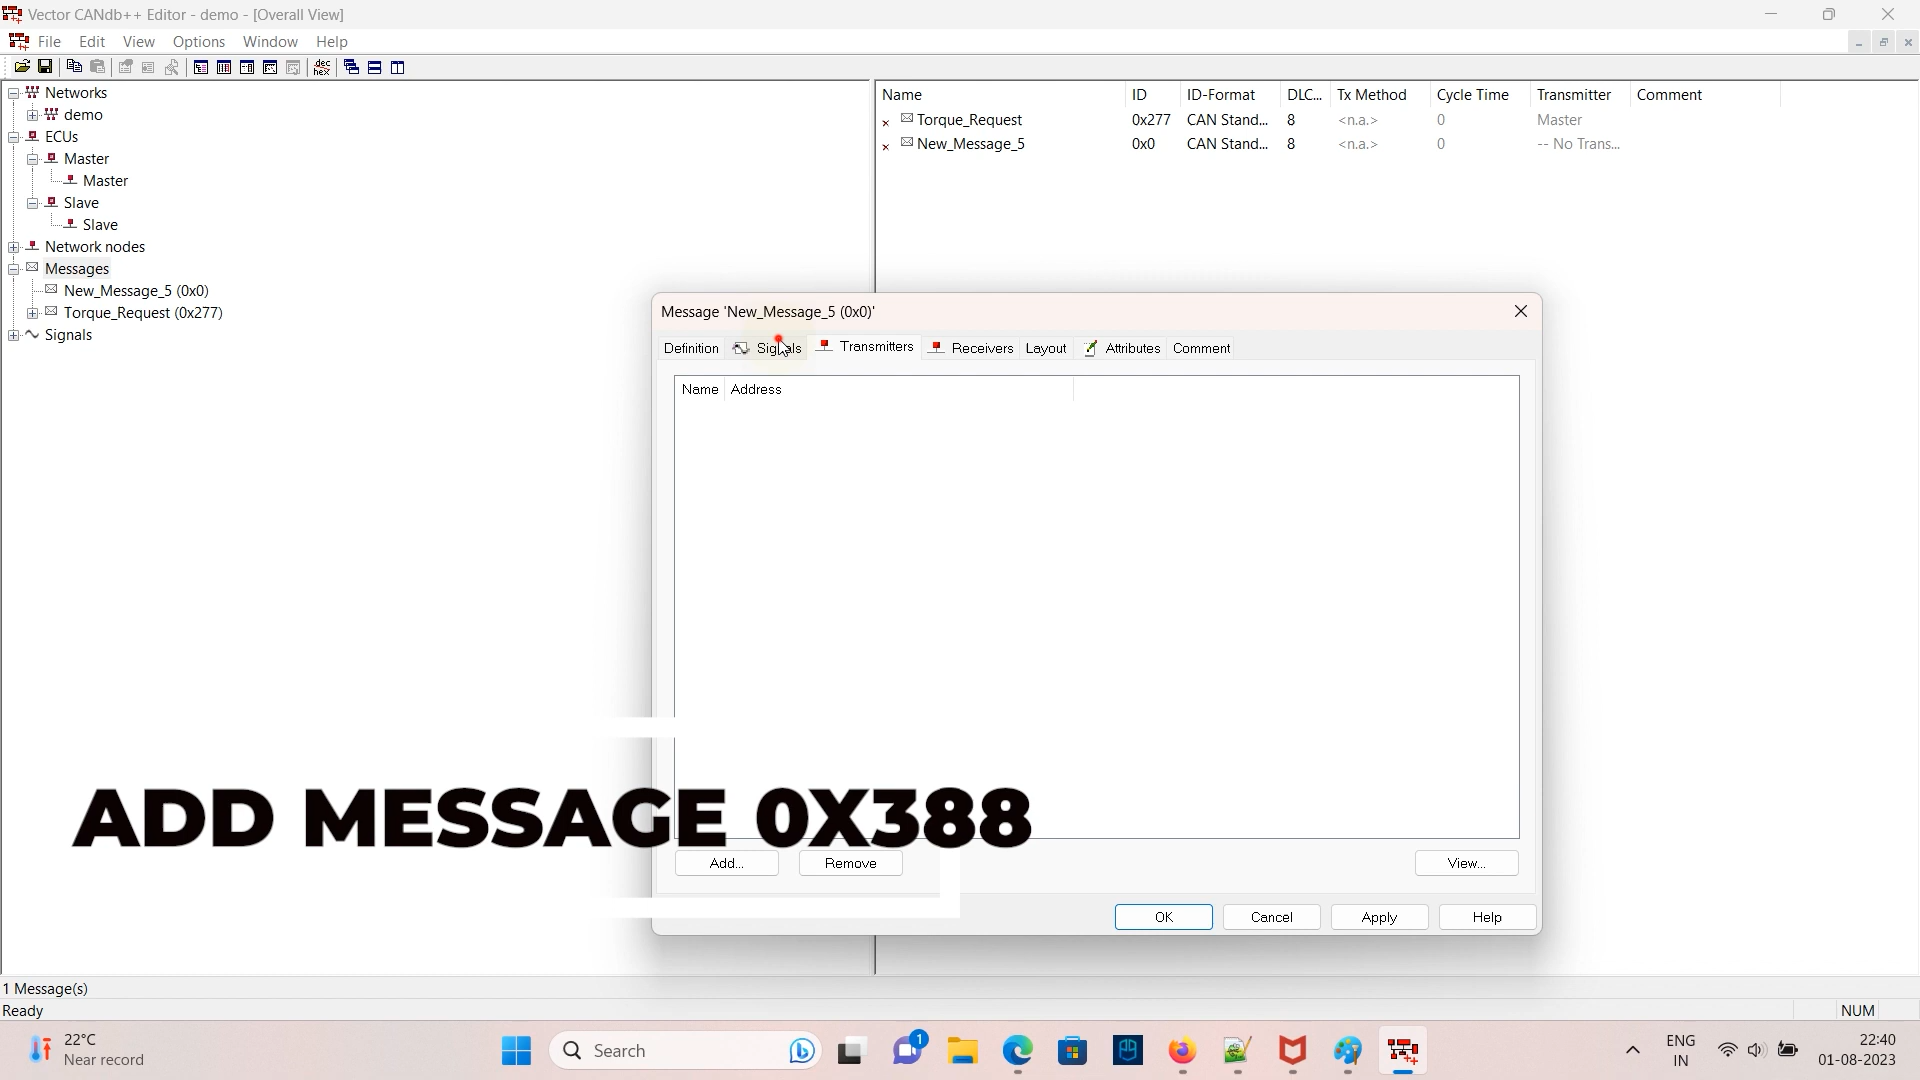 Vector CANdb++ Editor - demo - [Overall View]
File Edit View Options Window Help
dec
hex
Networks
demo
ECUs
Master
Master
Slave
Slave
Network nodes
Messages
New_Message_5 (0x0)
Torque_Request (0x277)
Signals
Name ID ID-Format DLC... Tx Method Cycle Time Transmitter Comment
Torque_Request 0x277 CAN Stand... 8 <n.a.> 0 Master
New_Message_5 0x0 CAN Stand... 8 <n.a.> 0 -- No Trans...
Message 'New_Message_5 (0x0)'
Definition Signals Transmitters Receivers Layout Attributes Comment
Name Address
ADD MESSAGE 0X388
Add... Remove View...
OK Cancel Apply Help
1 Message(s)
Ready NUM
22°C
Near record
Search
1
ENG
IN
22:40
01-08-2023